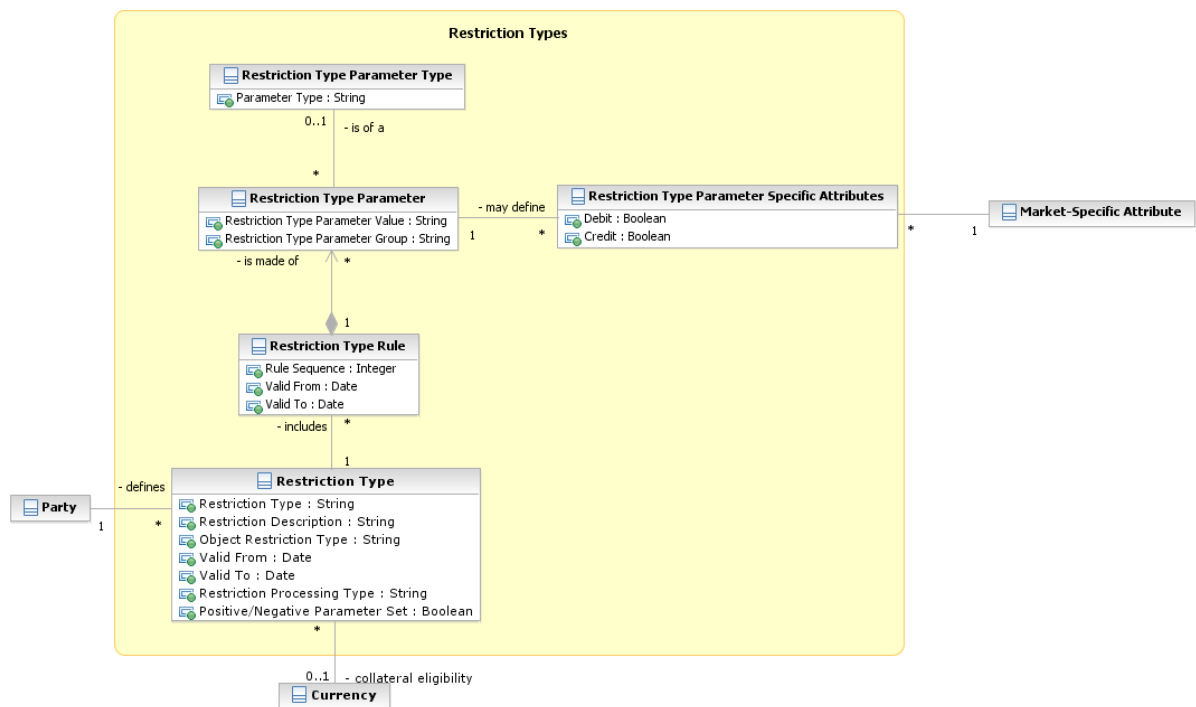 Restriction Types
Restriction Type Parameter Type
Parameter Type : String
0..1
- is of a
*
Restriction Type Parameter
Restriction Type Parameter Value : String
Restriction Type Parameter Group : String
- may define
1
*
Restriction Type Parameter Specific Attributes
Debit : Boolean
Credit : Boolean
*
1
Market-Specific Attribute
- is made of
*
1
Restriction Type Rule
Rule Sequence : Integer
Valid From : Date
Valid To : Date
- includes
*
1
Party
1
- defines
*
Restriction Type
Restriction Type : String
Restriction Description : String
Object Restriction Type : String
Valid From : Date
Valid To : Date
Restriction Processing Type : String
Positive/Negative Parameter Set : Boolean
*
0..1
- collateral eligibility
Currency